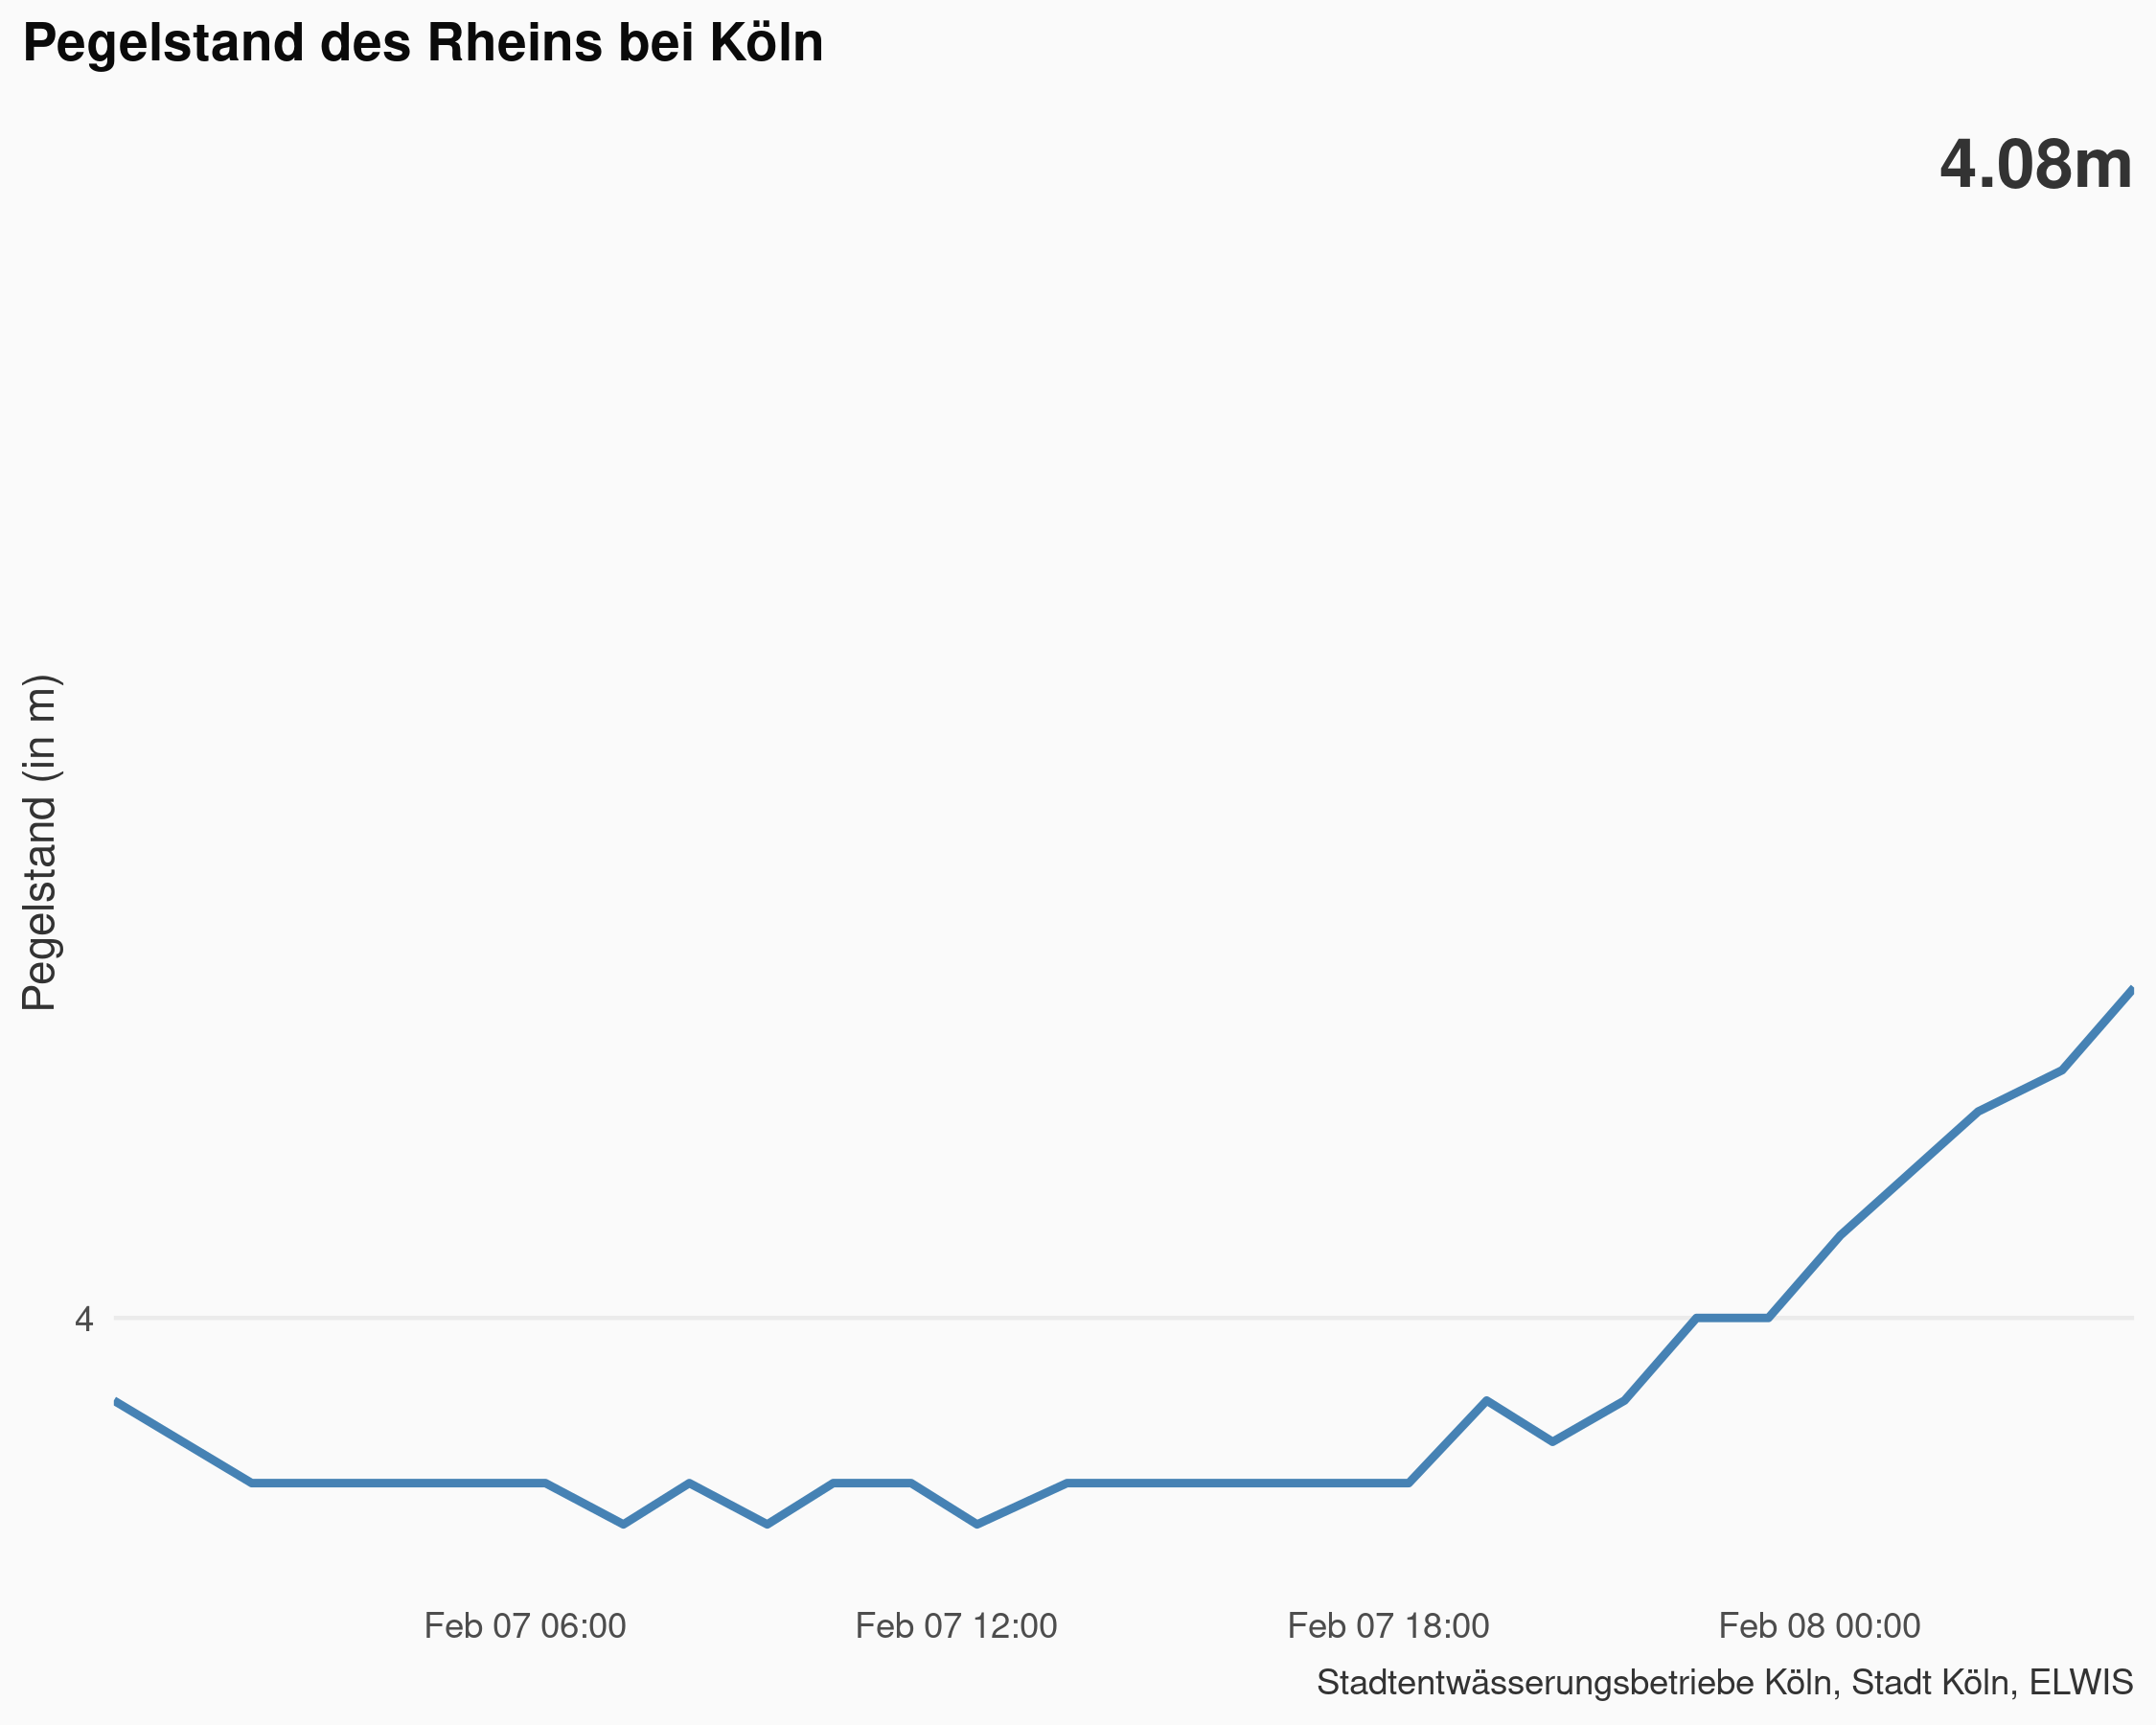 Pegelstand des Rheins bei Köln
4.08m
Pegelstand (in m)
4
Feb 07 06:00
Feb 07 12:00
Feb 07 18:00
Feb 08 00:00
Stadtentwässerungsbetriebe Köln, Stadt Köln, ELWIS